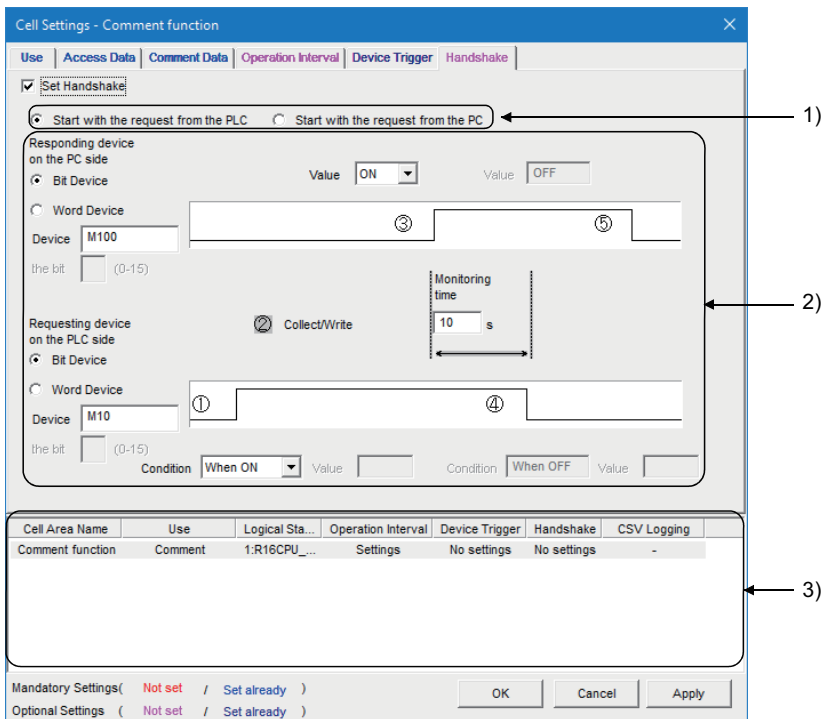 Cell Settings - Comment function
Use Access Data Comment Data Operation Interval Device Trigger Handshake
Set Handshake
Start with the request from the PLC Start with the request from the PC 1)
Responding device
on the PC side
Bit Device Value ON Value OFF
Word Device
③ ⑤
Device M100
the bit (0-15)
Monitoring
time
2)
Requesting device
on the PLC side
② Collect/Write 10 s
Bit Device
Word Device
① ④
Device M10
the bit (0-15)
Condition When ON Value Condition When OFF Value
Cell Area Name Use Logical Sta... Operation Interval Device Trigger Handshake CSV Logging
Comment function Comment 1:R16CPU_... Settings No settings No settings -
3)
Mandatory Settings( Not set / Set already )
Optional Settings ( Not set / Set already )
OK Cancel Apply